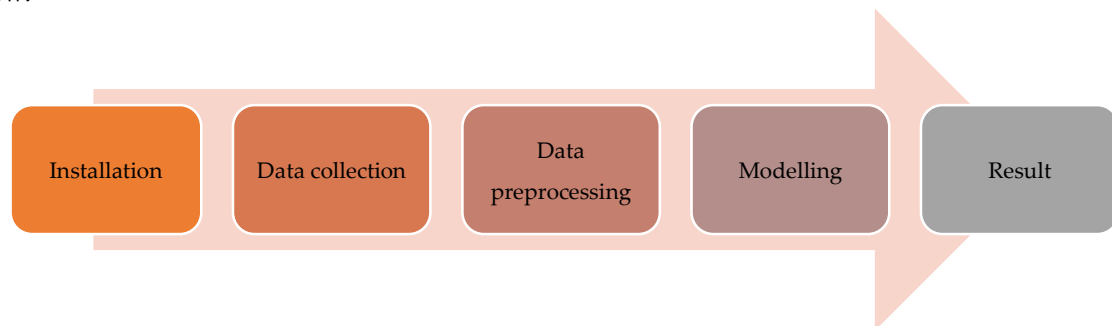 Installation
Data collection
Data
preprocessing
Modelling
Result